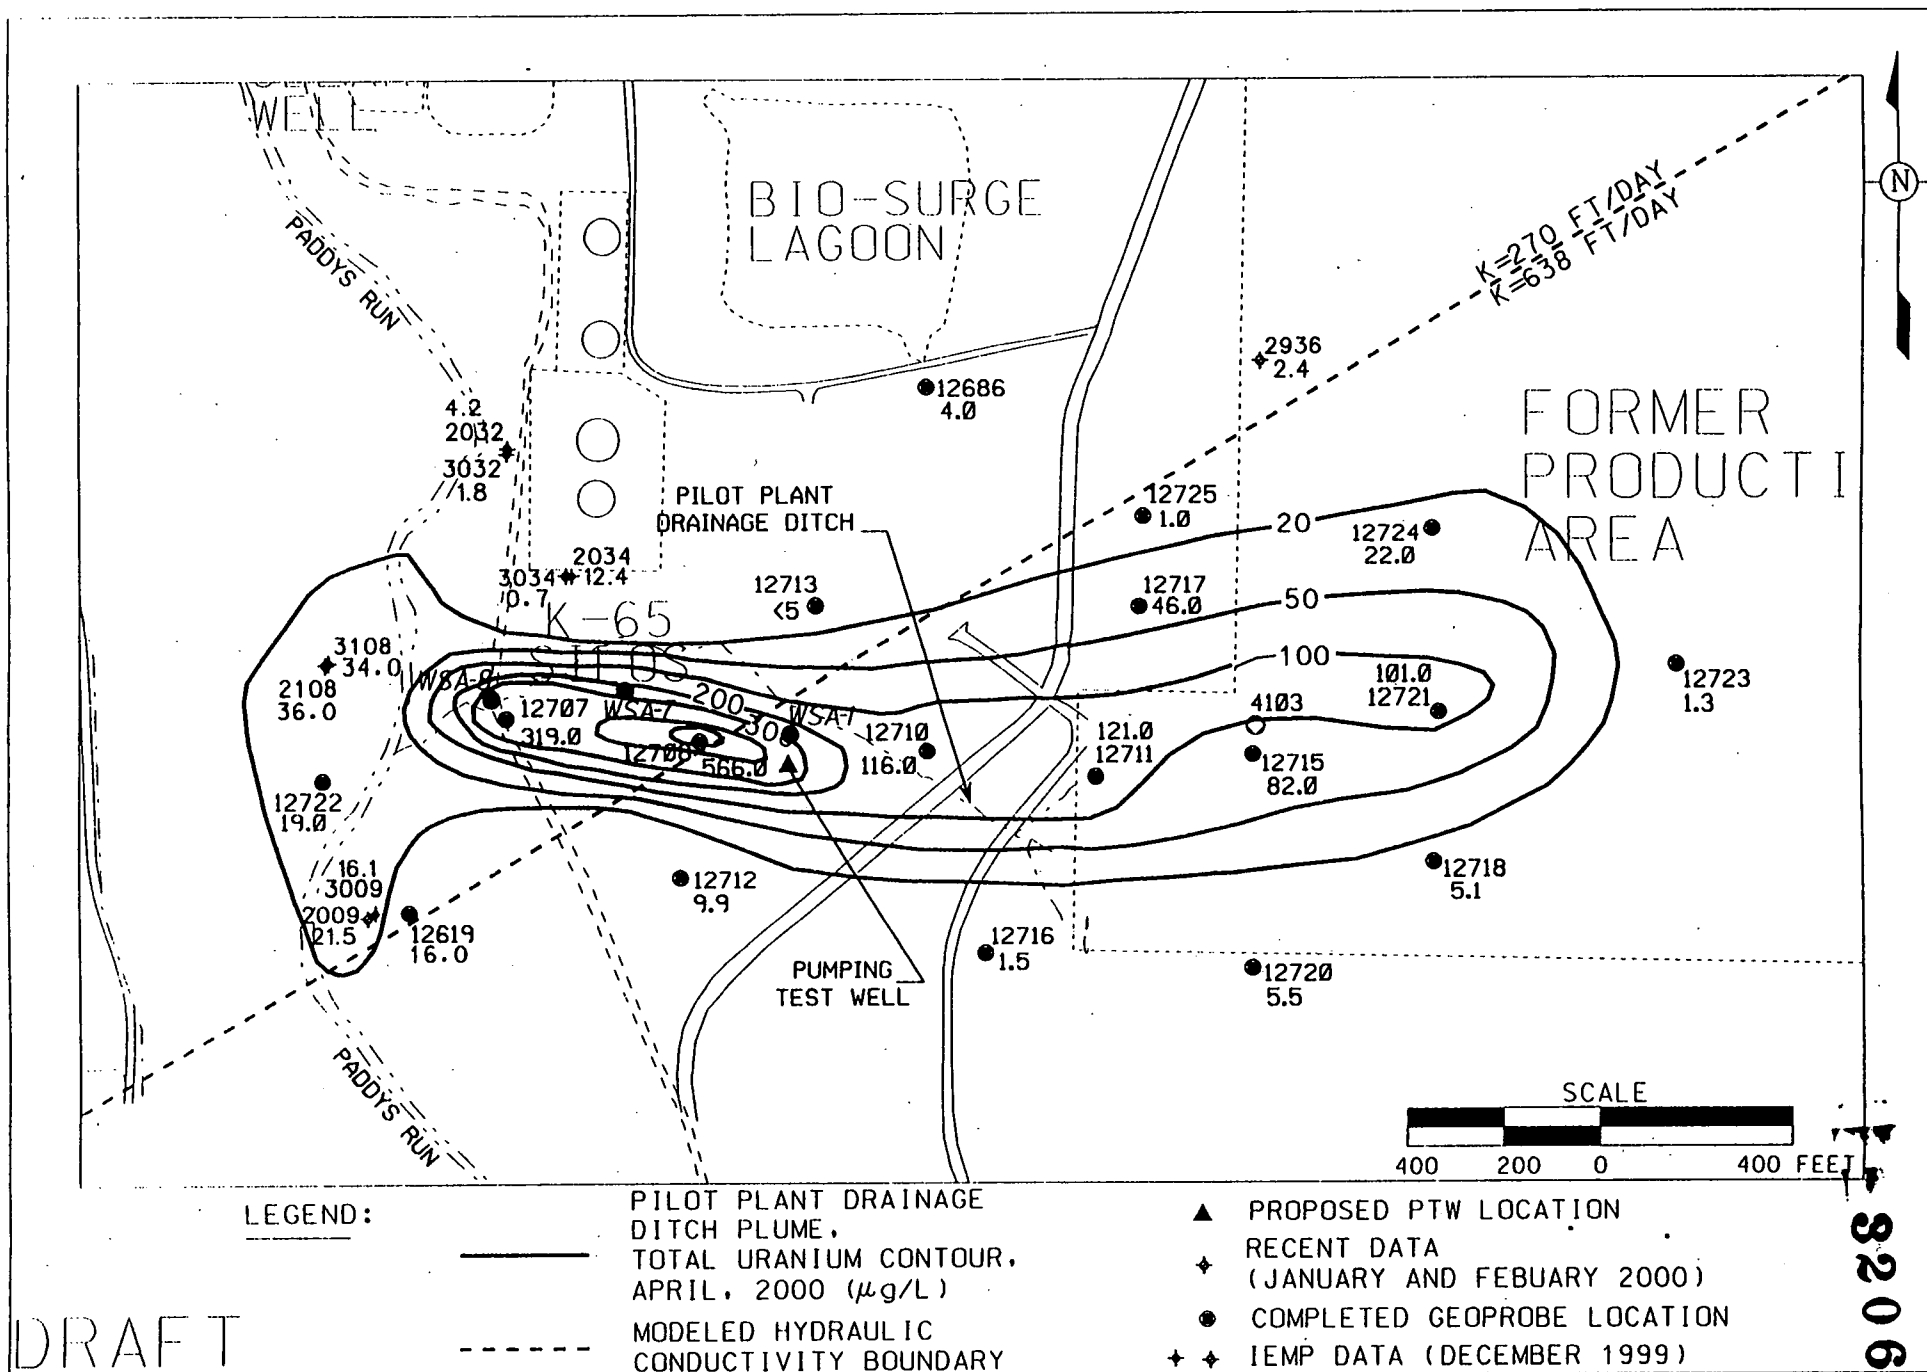 WELL
PADDYS RUN
BIO-SURGE
LAGOON
K=270 FT/DAY
K=638 FT/DAY
N
2936
2.4
12686
4.0
FORMER
PRODUCTI
AREA
4.2
2032
3032
1.8
PILOT PLANT
DRAINAGE DITCH
12725
1.0
20
12724
22.0
2034
12.4
3034
0.7
12713
<5
12717
46.0
50
K-65
SILOS
3108
34.0
2108
36.0
100
101.0
12721
12723
1.3
WSA-8
WSA-7
200
300
WSA-1
12707
319.0
12708
566.0
12710
116.0
121.0
12711
4103
12715
82.0
12722
19.0
16.1
3009
2009
21.5
12619
16.0
12712
9.9
12718
5.1
12716
1.5
12720
5.5
PUMPING
TEST WELL
PADDYS RUN
SCALE
400 200 0 400 FEET
LEGEND:
PILOT PLANT DRAINAGE
DITCH PLUME,
TOTAL URANIUM CONTOUR,
APRIL, 2000 (μg/L)
MODELED HYDRAULIC
CONDUCTIVITY BOUNDARY
PROPOSED PTW LOCATION
RECENT DATA
(JANUARY AND FEBUARY 2000)
COMPLETED GEOPROBE LOCATION
IEMP DATA (DECEMBER 1999)
DRAFT
3206